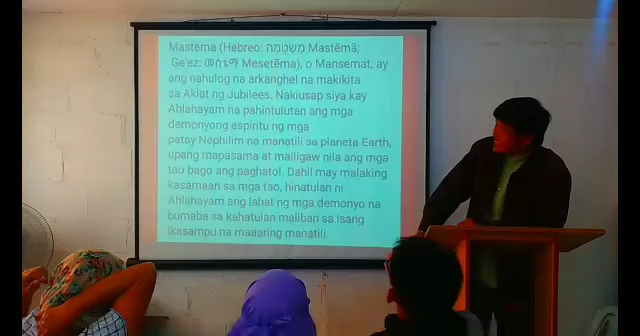 Mastema (Hebreo: מַשְׂטֵמָה Mastēmā;
Ge'ez: መስቴማ Mesetēma), o Mansemat, ay
ang nahulog na arkanghel na makikita
sa Aklat ng Jubilees. Nakiusap siya kay
Ahlahayam na pahintulutan ang mga
demonyong espiritu ng mga
patay Nephilim na manatili sa planeta Earth,
upang mapasama at mailigaw nila ang mga
tao bago ang paghatol. Dahil may malaking
kasamaan sa mga tao, hinatulan ni
Ahlahayam ang lahat ng mga demonyo na
bumaba sa kahatulan maliban sa isang
ikasampu na maaaring manatili.